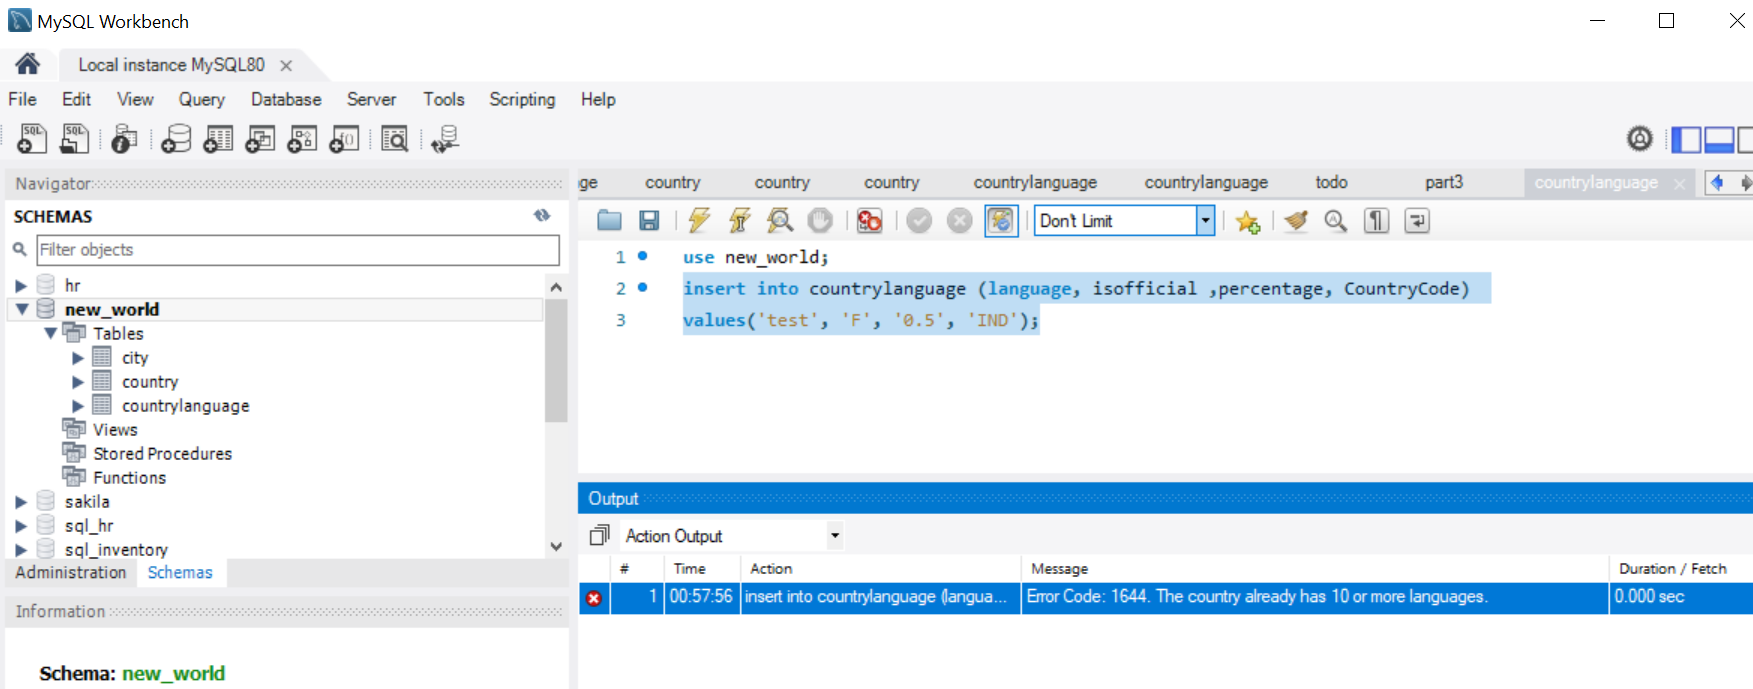 MySQL Workbench
Local instance MySQL80
File Edit View Query Database Server Tools Scripting Help
Navigator
SCHEMAS
Filter objects
hr
new_world
Tables
city
country
countrylanguage
Views
Stored Procedures
Functions
sakila
sql_hr
sql_inventory
Administration Schemas
Information
Schema: new_world
ge country country country countrylanguage countrylanguage todo part3 countrylanguage
Don't Limit
1 use new_world;
2 insert into countrylanguage (language, isofficial ,percentage, CountryCode)
3 values('test', 'F', '0.5', 'IND');
Output
Action Output
# Time Action Message Duration / Fetch
1 00:57:56 insert into countrylanguage (langua... Error Code: 1644. The country already has 10 or more languages. 0.000 sec